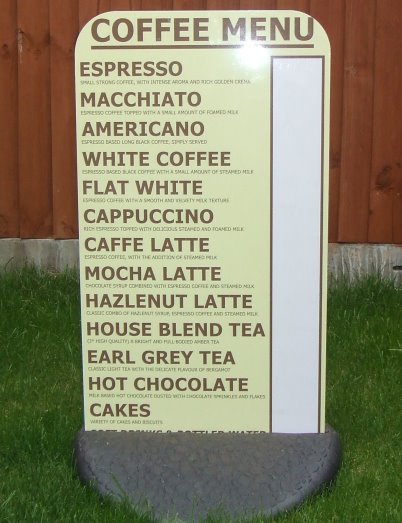 COFFEE MENU
ESPRESSO
SMALL STRONG COFFEE, WITH INTENSE AROMA AND RICH GOLDEN CREMA
MACCHIATO
ESPRESSO COFFEE TOPPED WITH A SMALL AMOUNT OF FOAMED MILK
AMERICANO
ESPRESSO BASED LONG BLACK COFFEE, SIMPLY SERVED
WHITE COFFEE
ESPRESSO BASED BLACK COFFEE WITH A SMALL AMOUNT OF STEAMED MILK
FLAT WHITE
ESPRESSO COFFEE WITH A SMOOTH AND VELVETY MILK TEXTURE
CAPPUCCINO
RICH ESPRESSO TOPPED WITH DELICIOUS STEAMED AND FOAMED MILK
CAFFE LATTE
ESPRESSO COFFEE, WITH THE ADDITION OF STEAMED MILK
MOCHA LATTE
CHOCOLATE SYRUP COMBINED WITH ESPRESSO COFFEE AND STEAMED MILK
HAZLENUT LATTE
CLASSIC COMBO OF HAZLENUT SYRUP, ESPRESSO COFFEE AND STEAMED MILK
HOUSE BLEND TEA
HIGH QUALITY) A BRIGHT AND FULL-BODIED AMBER TEA
EARL GREY TEA
CLASSIC LIGHT TEA WITH THE DELICATE FLAVOUR OF BERGAMOT
HOT CHOCOLATE
MILK BASED HOT CHOCOLATE DUSTED WITH CHOCOLATE SPRINKLES AND FLAKES
CAKES
VARIETY OF CAKES AND BISCUITS
SOFT DRINKS & BOTTLED WATER